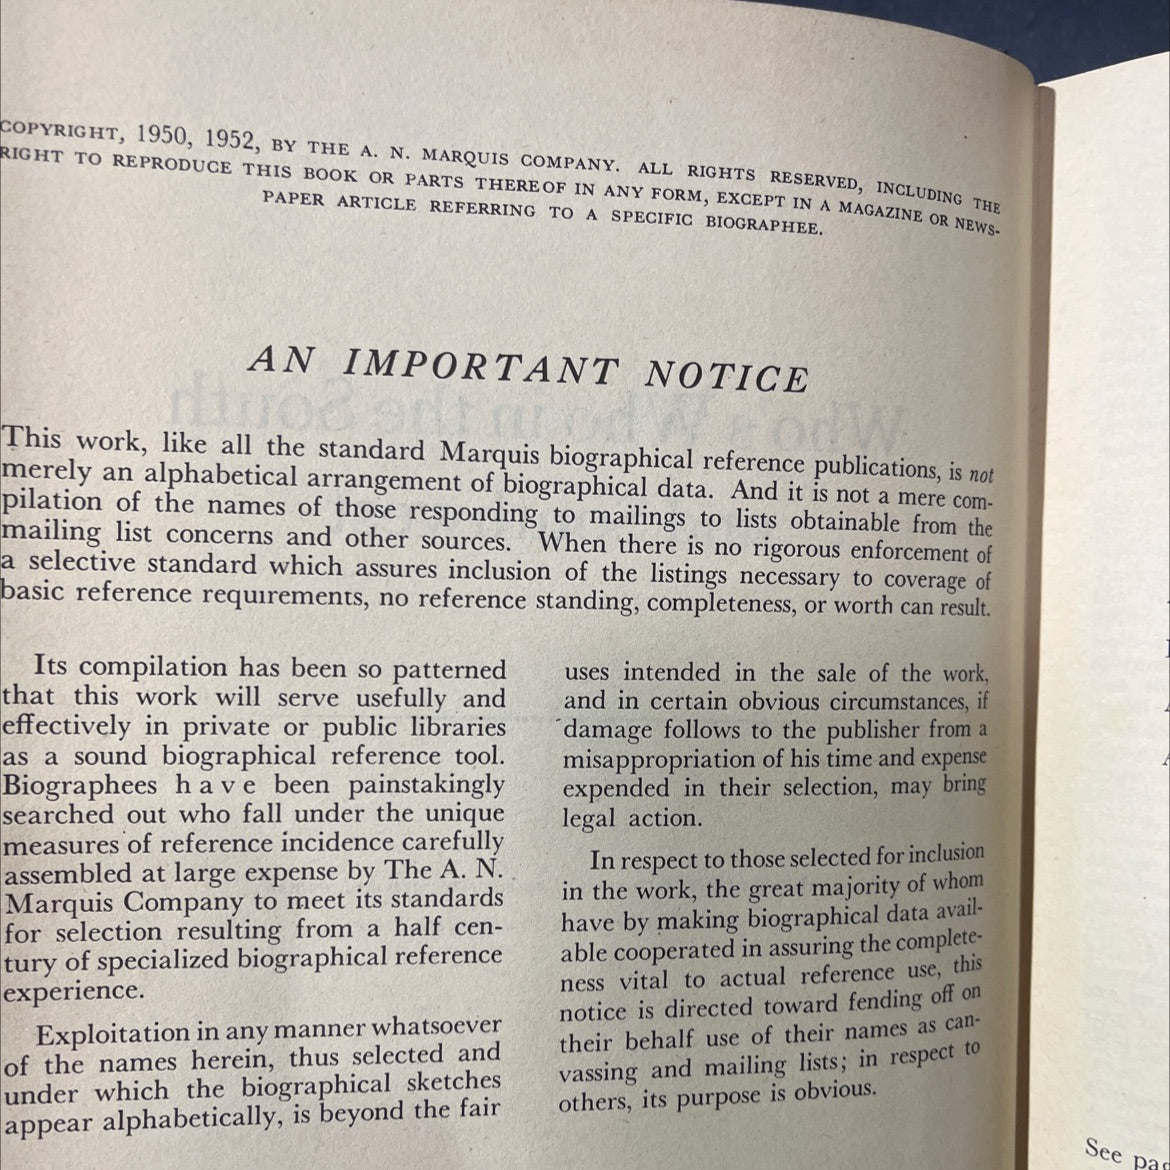 COPYRIGHT, 1950, 1952, BY THE A. N. MARQUIS COMPANY. ALL RIGHTS RESERVED, INCLUDING THE
RIGHT TO REPRODUCE THIS BOOK OR PARTS THEREOF IN ANY FORM, EXCEPT IN A MAGAZINE OR NEWS-
PAPER ARTICLE REFERRING TO A SPECIFIC BIOGRAPHEE.
AN IMPORTANT NOTICE
This work, like all the standard Marquis biographical reference publications, is not
merely an alphabetical arrangement of biographical data. And it is not a mere com-
pilation of the names of those responding to mailings to lists obtainable from the
mailing list concerns and other sources. When there is no rigorous enforcement of
a selective standard which assures inclusion of the listings necessary to coverage of
basic reference requirements, no reference standing, completeness, or worth can result.
Its compilation has been so patterned
that this work will serve usefully and
effectively in private or public libraries
as a sound biographical reference tool.
Biographees have been painstakingly
searched out who fall under the unique
measures of reference incidence carefully
assembled at large expense by The A. N.
Marquis Company to meet its standards
for selection resulting from a half cen-
tury of specialized biographical reference
experience.
Exploitation in any manner whatsoever
of the names herein, thus selected and
under which the biographical sketches
appear alphabetically, is beyond the fair
uses intended in the sale of the work,
and in certain obvious circumstances, if
damage follows to the publisher from a
misappropriation of his time and expense
expended in their selection, may bring
legal action.
In respect to those selected for inclusion
in the work, the great majority of whom
have by making biographical data avail-
able cooperated in assuring the complete-
ness vital to actual reference use, this
notice is directed toward fending off on
their behalf use of their names as can-
vassing and mailing lists; in respect to
others, its purpose is obvious.
See